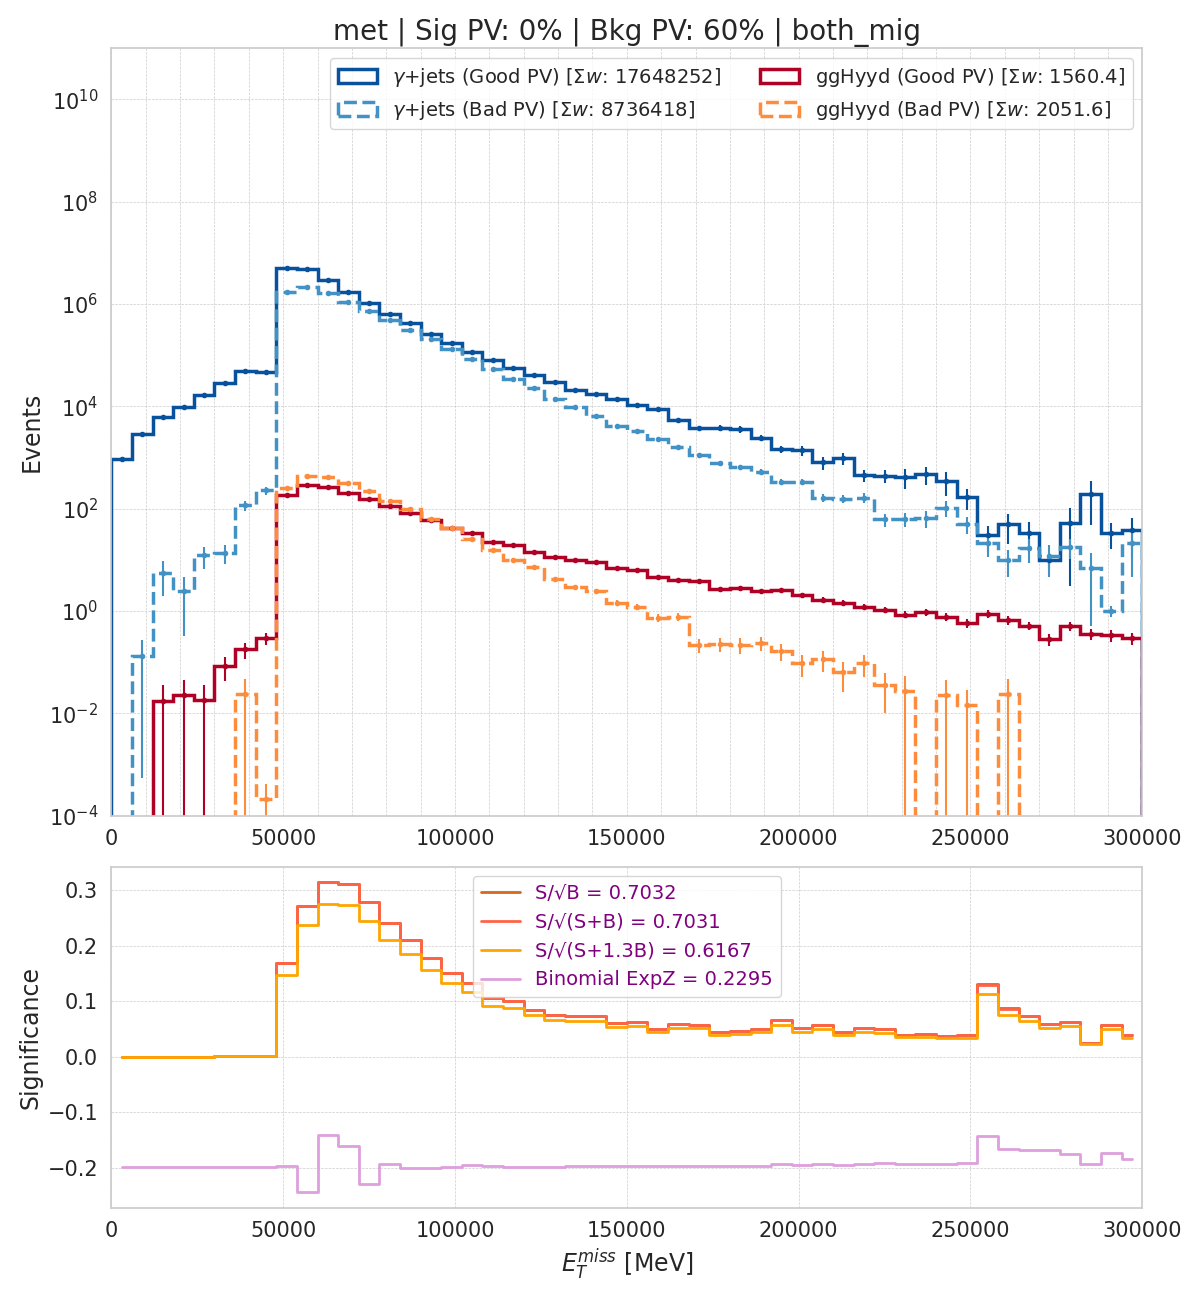 met | Sig PV: 0% | Bkg PV: 60% | both_mig
γ+jets (Good PV) [Σw: 17648252]
γ+jets (Bad PV) [Σw: 8736418]
ggHyyd (Good PV) [Σw: 1560.4]
ggHyyd (Bad PV) [Σw: 2051.6]
Events
10^10
10^8
10^6
10^4
10^2
10^0
10^−2
10^−4
0 50000 100000 150000 200000 250000 300000
S/√B = 0.7032
S/√(S+B) = 0.7031
S/√(S+1.3B) = 0.6167
Binomial ExpZ = 0.2295
Significance
0.3
0.2
0.1
0.0
−0.1
−0.2
0 50000 100000 150000 200000 250000 300000
E_T^miss [MeV]